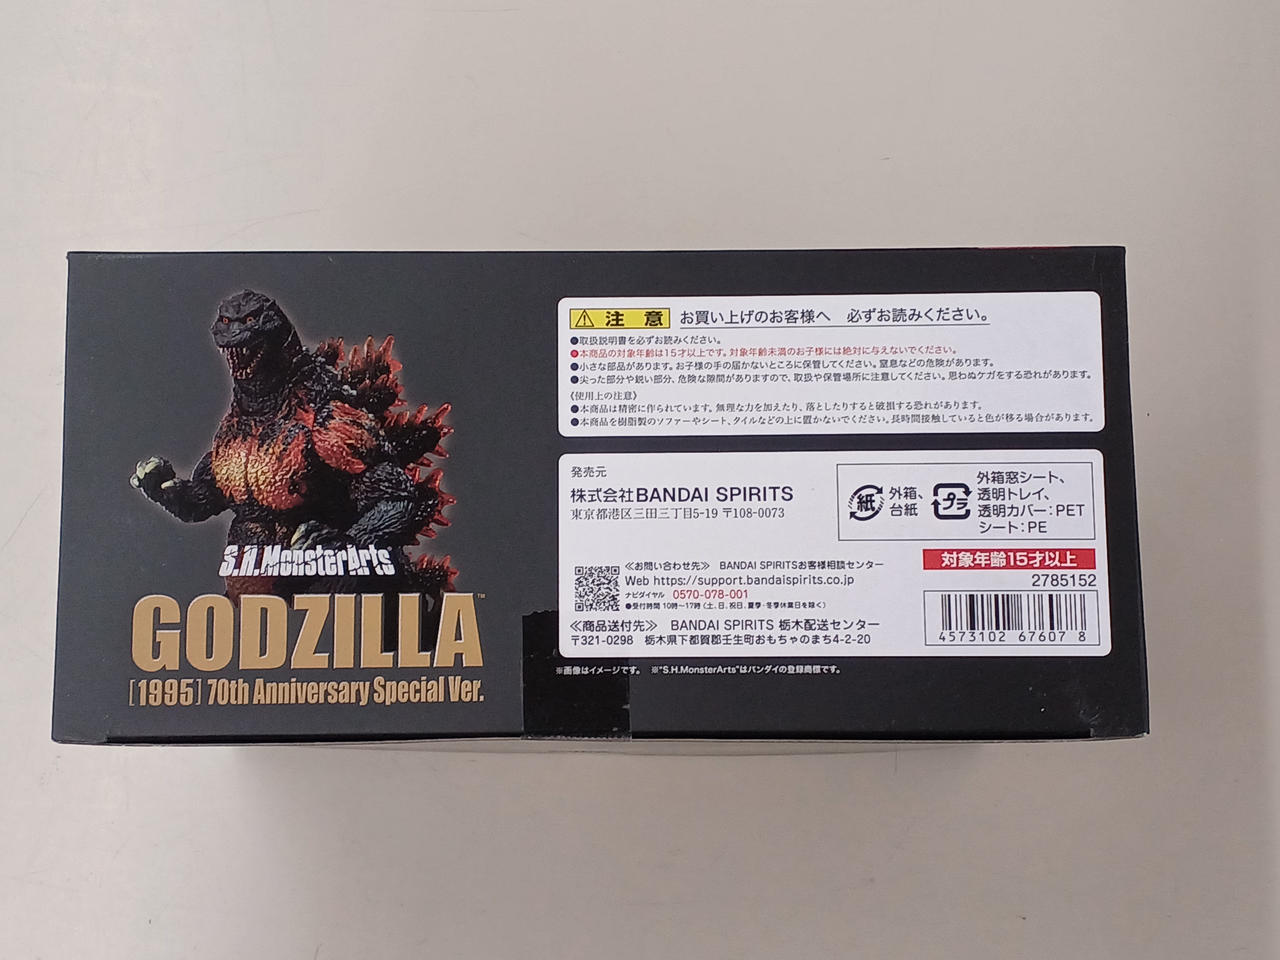 S.H.MonsterArts
GODZILLA™
[1995] 70th Anniversary Special Ver.
注意 お買い上げのお客様へ 必ずお読みください。
●取扱説明書を必ずお読みください。
●本商品の対象年齢は15才以上です。対象年齢未満のお子様には絶対に与えないでください。
●小さな部品があります。お子様の手の届かないところに保管してください。窒息などの危険があります。
●尖った部分や鋭い部分、危険な隙間がありますので、取扱や保管場所に注意してください。思わぬケガをする恐れがあります。
《使用上の注意》
●本商品は精密に作られています。無理な力を加えたり、落としたりすると破損する恐れがあります。
●本商品を樹脂製のソファーやシート、タイルなどの上に置かないでください。長時間接触していると色が移る場合があります。
発売元
株式会社BANDAI SPIRITS
東京都港区三田三丁目5-19 〒108-0073
紙 外箱、
台紙
プラ 外箱窓シート、
透明トレイ、
透明カバー:PET
シート:PE
≪お問い合わせ先≫ BANDAI SPIRITSお客様相談センター
Web https://support.bandaispirits.co.jp
ナビダイヤル 0570-078-001
●受付時間 10時〜17時(土、日、祝日、夏季・冬季休業日を除く)
≪商品送付先≫ BANDAI SPIRITS 栃木配送センター
〒321-0298 栃木県下都賀郡壬生町おもちゃのまち4-2-20
対象年齢15才以上
2785152
4573102 67607 8
※画像はイメージです。 ※"S.H.MonsterArts"はバンダイの登録商標です。